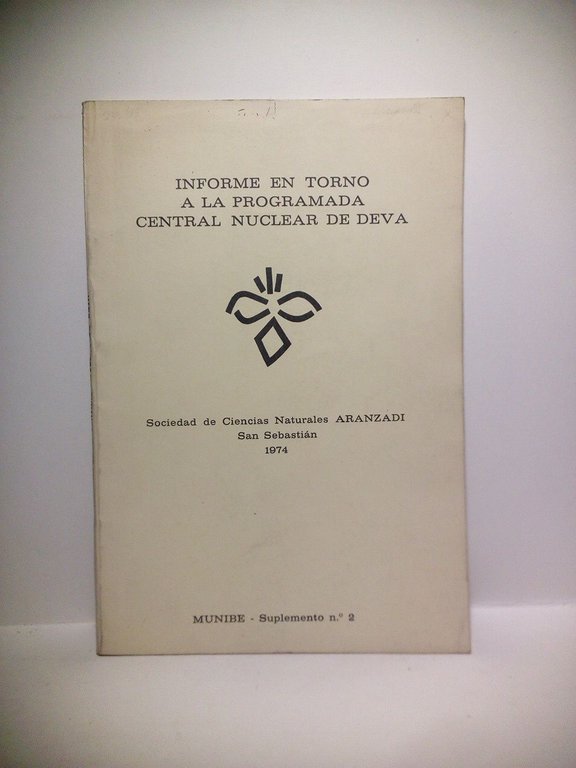 INFORME EN TORNO
A LA PROGRAMADA
CENTRAL NUCLEAR DE DEVA
Sociedad de Ciencias Naturales ARANZADI
San Sebastián
1974
MUNIBE - Suplemento n.º 2